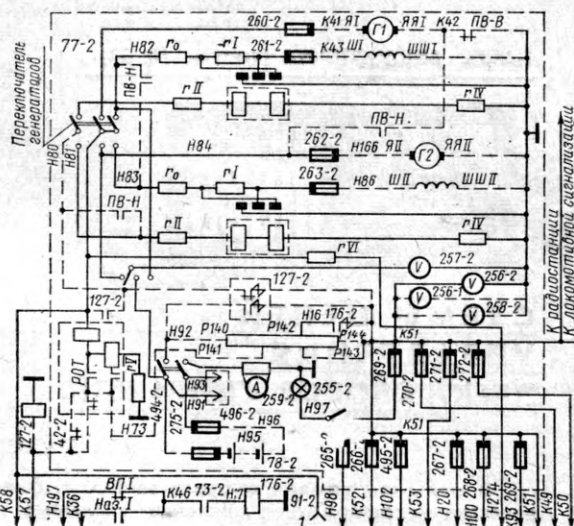 260-2 К41 ЯI Г1 ЯЯI К42 ПВ-В
77-2 Н82 r₀ rI 261-2 К43 ШI ШШI
Переключатель генераторов
ПВ-Н
rII rIV
ПВ-Н
Н80 Н81 Н84 262-2 Н166 ЯII Г2 ЯЯII
Н83 r₀ rI 263-2 Н86 ШII ШШII
ПВ-Н
rII rIV
rVI
V 257-2
V 256-2
127-2 V 256-1
V 258-2
К радиостанции
К локомотивной сигнализации
127-2
Н92 Р140 Р142 Н16 176-2 Р144 К51
Р141 Р143
РОТ rV
Н93 А 259-2 255-2
Н91 Н97
269-2 270-2 271-2 272-2
494-2 275-2 496-2 Н96
К51
127-2 42-2 Н73
Н95 78-2
265-2 266-2 495-2 267-2 268-2 269-2
К58 К57 Н197 К36
ВПI
Наз.I
К46 73-2 Н17 176-2 91-2
Н98 К52 Н102 К53 Н20 Н100 Н274 Н93 К51 К49 К50